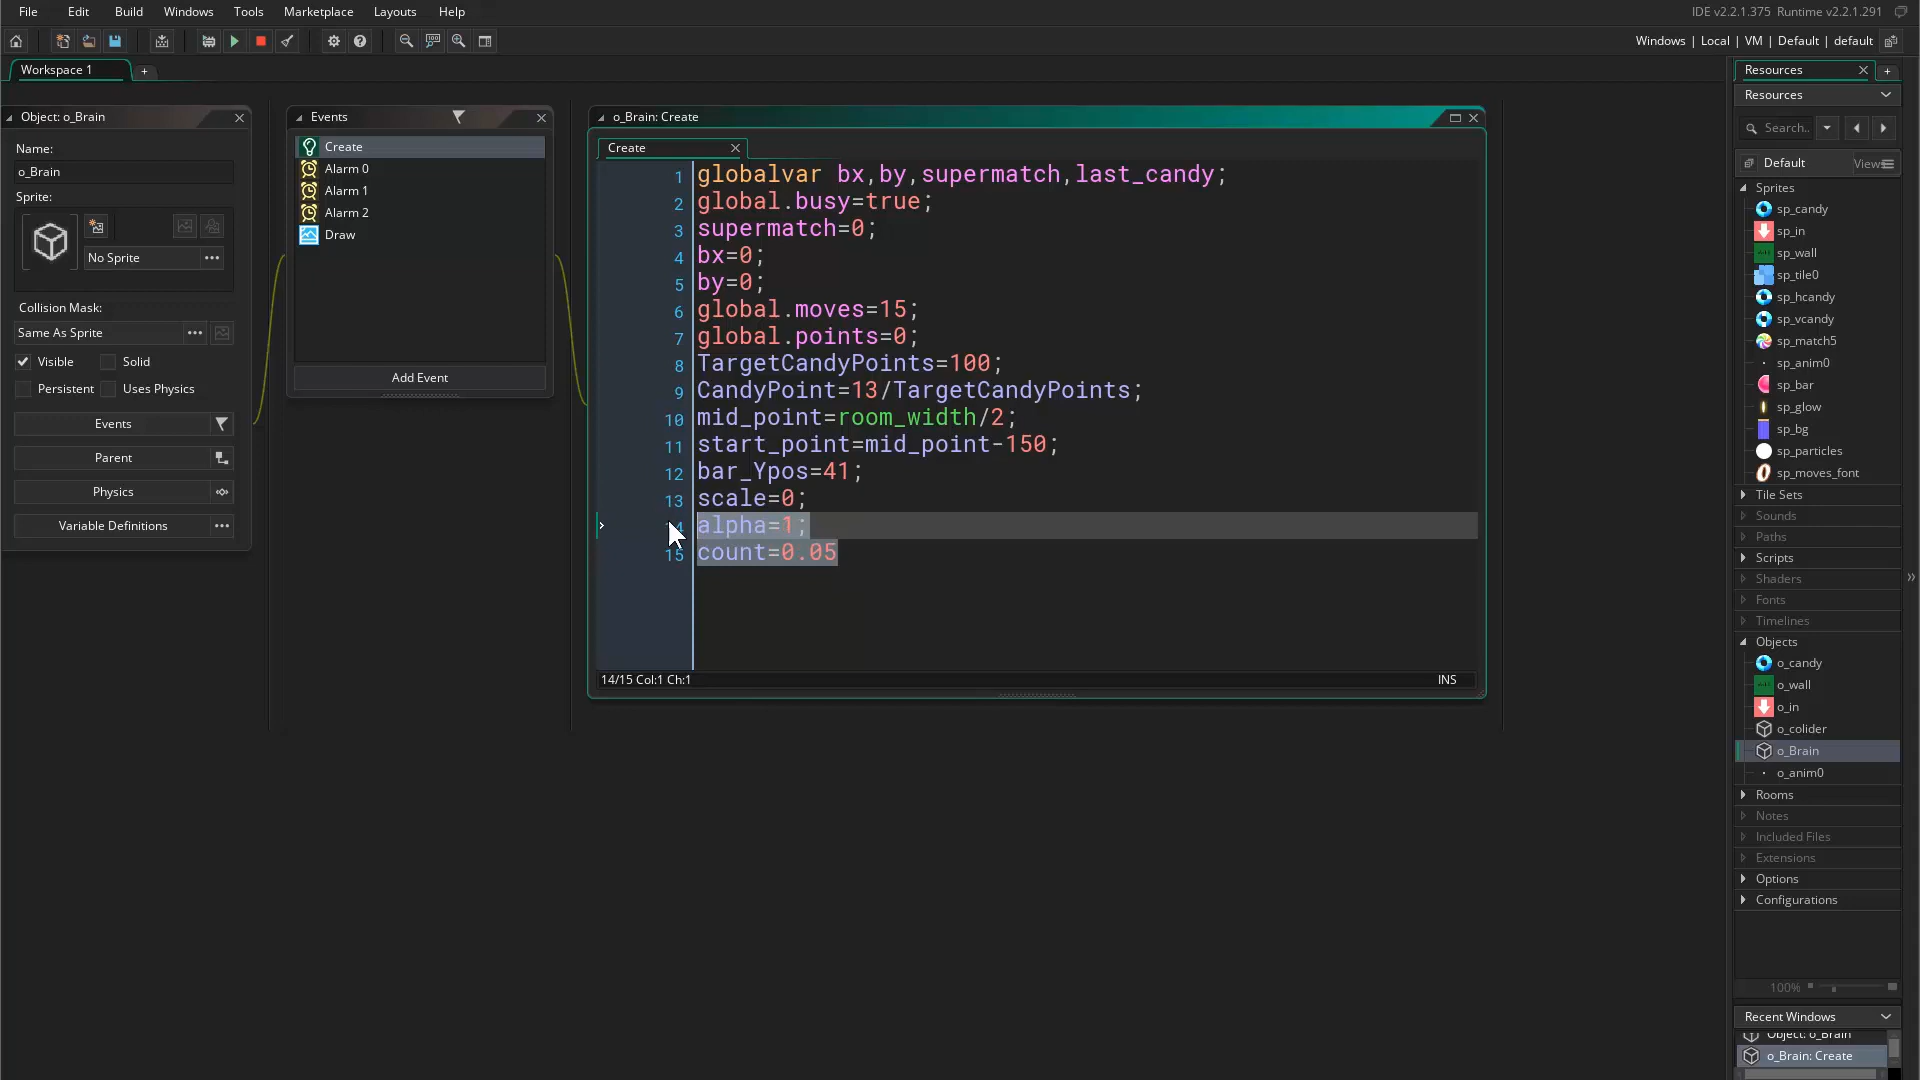 File Edit Build Windows Tools Marketplace Layouts Help
IDE v2.2.1.375 Runtime v2.2.1.291
Windows | Local | VM | Default | default
Workspace 1
Object: o_Brain
Name:
o_Brain
Sprite:
No Sprite
Collision Mask:
Same As Sprite
Visible Solid
Persistent Uses Physics
Events
Parent
Physics
Variable Definitions
Events
Create
Alarm 0
Alarm 1
Alarm 2
Draw
Add Event
o_Brain: Create
Create
1 globalvar bx,by,supermatch,last_candy;
2 global.busy=true;
3 supermatch=0;
4 bx=0;
5 by=0;
6 global.moves=15;
7 global.points=0;
8 TargetCandyPoints=100;
9 CandyPoint=13/TargetCandyPoints;
10 mid_point=room_width/2;
11 start_point=mid_point-150;
12 bar_Ypos=41;
13 scale=0;
14 alpha=1;
15 count=0.05
14/15 Col:1 Ch:1 INS
Resources
Resources
Search..
Default Views
Sprites
sp_candy
sp_in
sp_wall
sp_tile0
sp_hcandy
sp_vcandy
sp_match5
sp_anim0
sp_bar
sp_glow
sp_bg
sp_particles
sp_moves_font
Tile Sets
Sounds
Paths
Scripts
Shaders
Fonts
Timelines
Objects
o_candy
o_wall
o_in
o_colider
o_Brain
o_anim0
Rooms
Notes
Included Files
Extensions
Options
Configurations
100%
Recent Windows
Object: o_Brain
o_Brain: Create